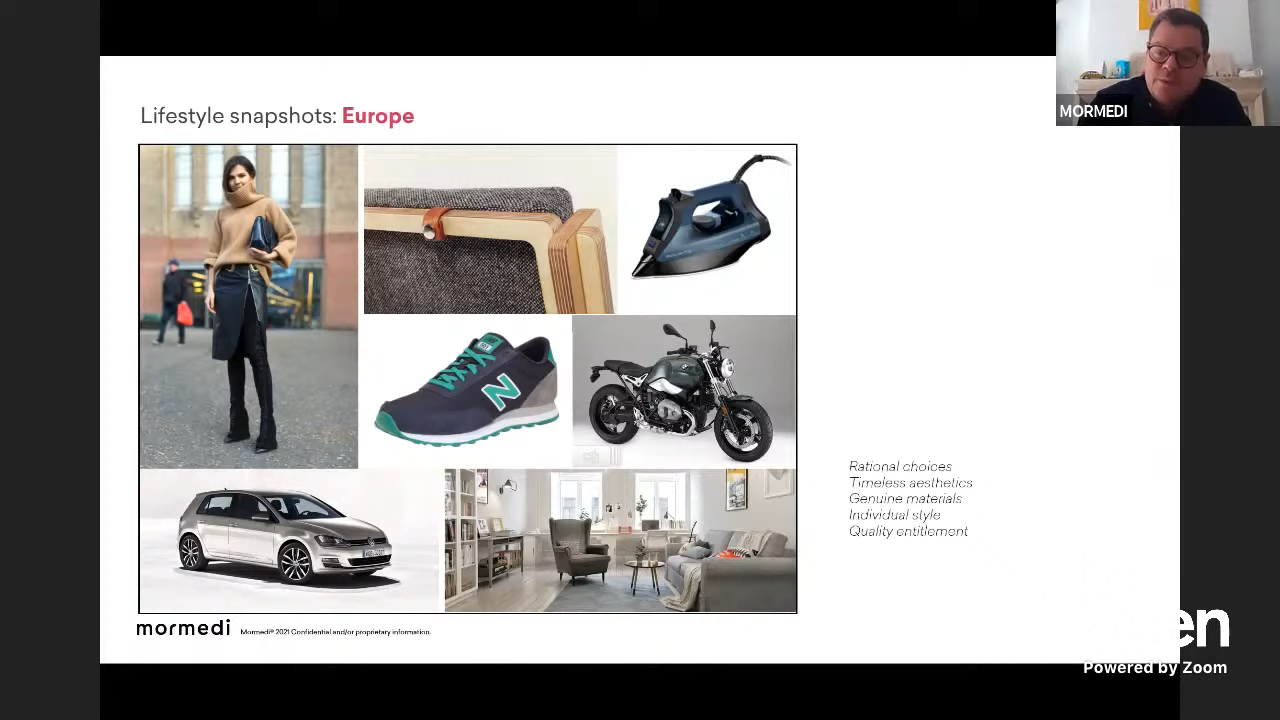 MORMEDI
Lifestyle snapshots: Europe
N
Rational choices
Timeless aesthetics
Genuine materials
Individual style
Quality entitlement
mormedi
Mormedi® 2021 Confidential and/or proprietary information.
en
Powered by Zoom